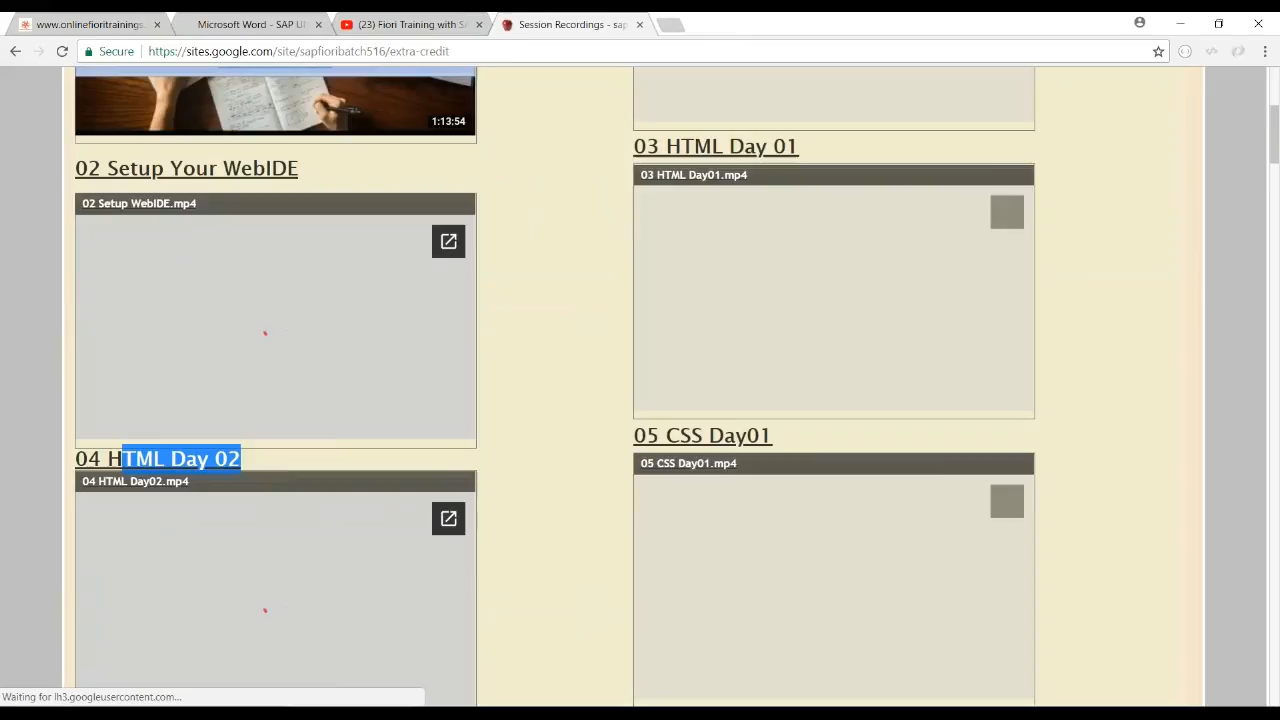 www.onlinefioritrainings.
Microsoft Word - SAP UI
(23) Fiori Training with SA
Session Recordings - sap
Secure
https://sites.google.com/site/sapfioribatch516/extra-credit
1:13:54
02 Setup Your WebIDE
02 Setup WebIDE.mp4
04 HTML Day 02
04 HTML Day02.mp4
03 HTML Day 01
03 HTML Day01.mp4
05 CSS Day01
05 CSS Day01.mp4
Waiting for lh3.googleusercontent.com...